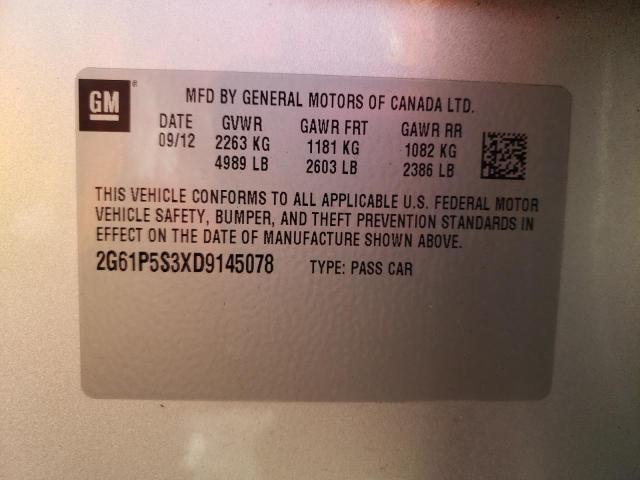 GM ®
MFD BY GENERAL MOTORS OF CANADA LTD.
DATE GVWR GAWR FRT GAWR RR
09/12 2263 KG 1181 KG 1082 KG
4989 LB 2603 LB 2386 LB
THIS VEHICLE CONFORMS TO ALL APPLICABLE U.S. FEDERAL MOTOR
VEHICLE SAFETY, BUMPER, AND THEFT PREVENTION STANDARDS IN
EFFECT ON THE DATE OF MANUFACTURE SHOWN ABOVE.
2G61P5S3XD9145078 TYPE: PASS CAR